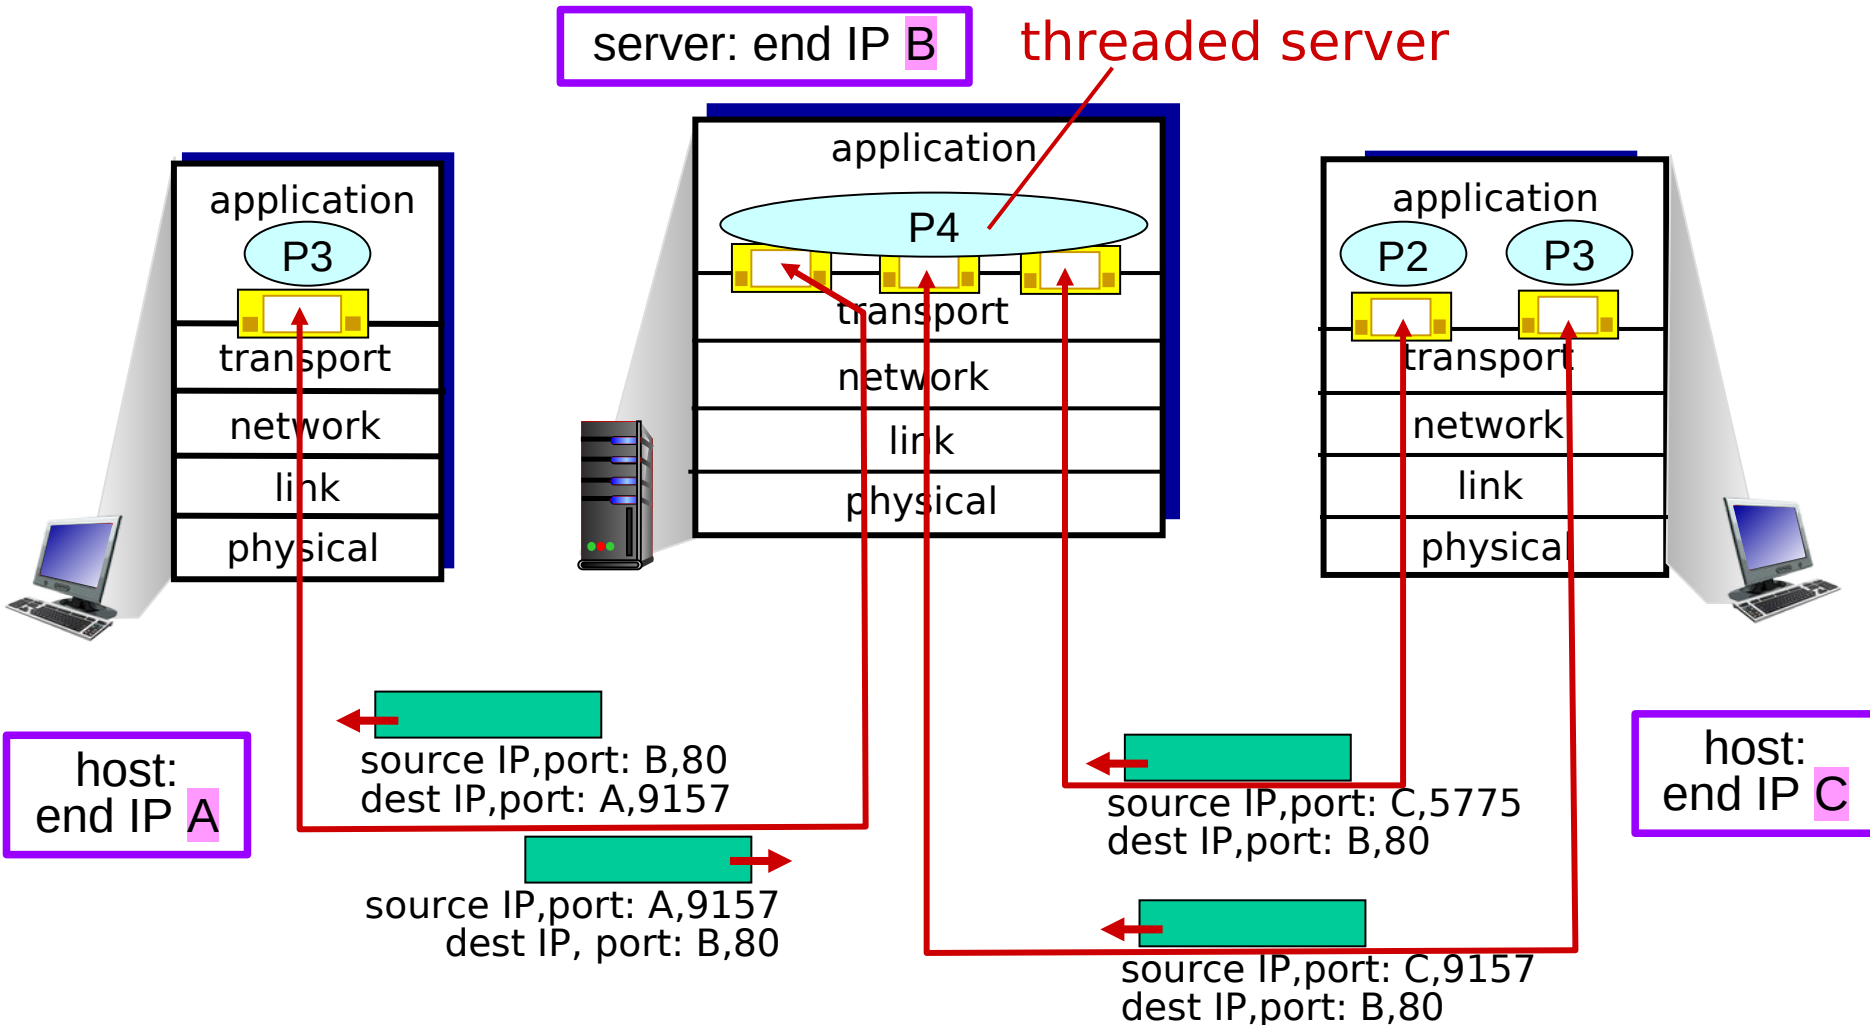 server: end IP B
threaded server
application
P3
transport
network
link
physical
application
P4
transport
network
link
physical
application
P2
P3
transport
network
link
physical
host:
end IP A
source IP,port: B,80
dest IP,port: A,9157
source IP,port: A,9157
dest IP, port: B,80
source IP,port: C,5775
dest IP,port: B,80
source IP,port: C,9157
dest IP,port: B,80
host:
end IP C